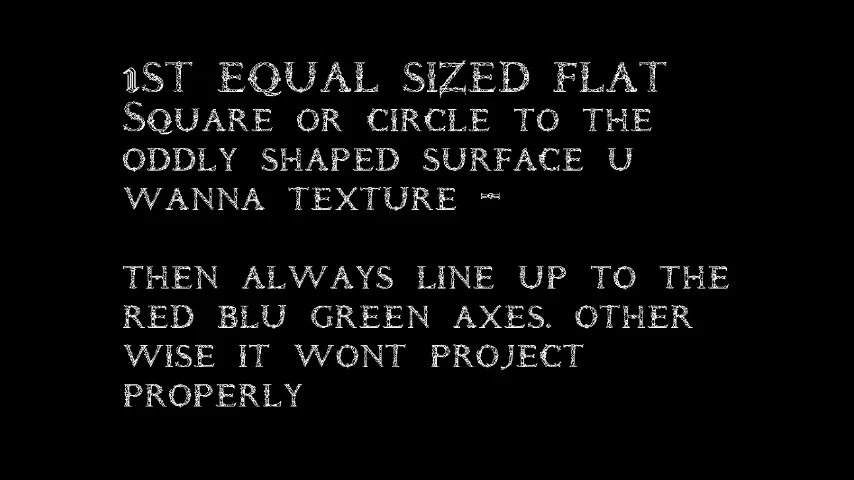 1ST EQUAL SIZED FLAT
SQUARE OR CIRCLE TO THE
ODDLY SHAPED SURFACE U
WANNA TEXTURE -
THEN ALWAYS LINE UP TO THE
RED BLU GREEN AXES. OTHER
WISE IT WONT PROJECT
PROPERLY